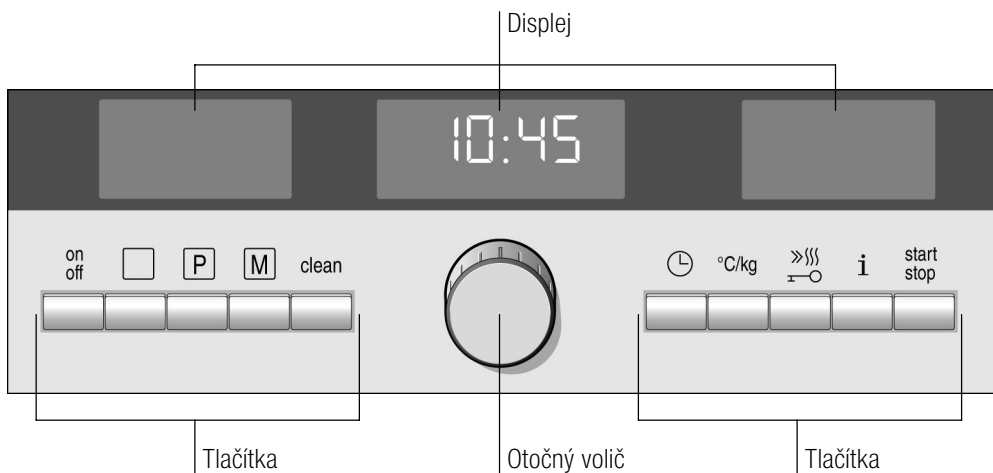 Displej
10:45
on
off
P
M
clean
°C/kg
i
start
stop
Tlačítka
Otočný volič
Tlačítka